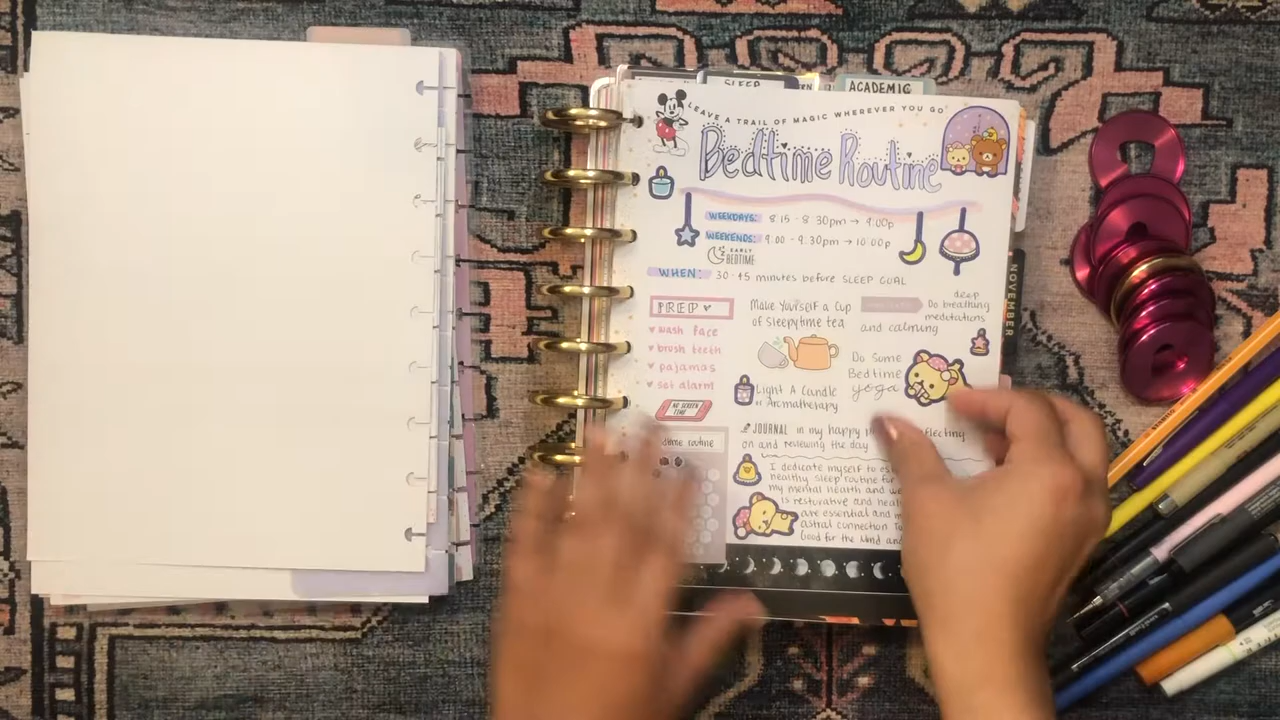 SLEEP
ACADEMIC
LEAVE A TRAIL OF MAGIC WHEREVER YOU GO
Bedtime Routine
WEEKDAYS: 8:15 - 8:30pm → 9:00p
WEEKENDS: 9:00 - 9:30pm → 10:00p
EARLY
BEDTIME
WHEN: 30-45 minutes before SLEEP GOAL
NOVEMBER
PREP ♥
♥ wash face
♥ brush teeth
♥ pajamas
♥ set alarm
NO SCREEN
TIME
Make Yourself a Cup
of Sleepytime tea
deep
Do breathing
meditations
and calming
Do Some
Bedtime
yoga
Light A Candle
Aromatherapy
JOURNAL in my happy
on and reviewing the day
routine
I dedicate myself to
healthy sleep routine for
my mental health and
is restorative and
are essential and
astral connection
Good for the Mind and